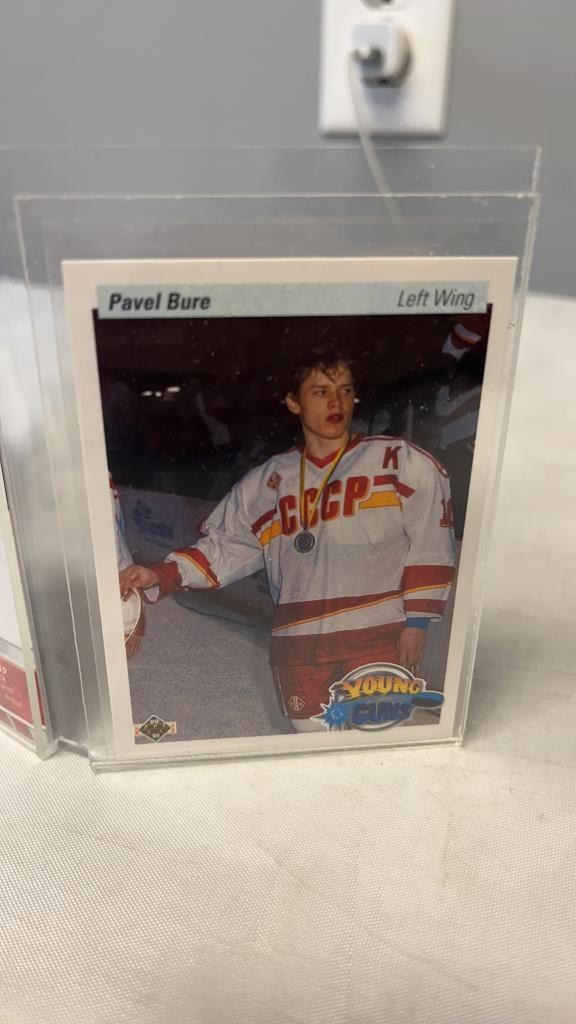 Pavel Bure
Left Wing
K
CCCP
YOUNG
GUNS